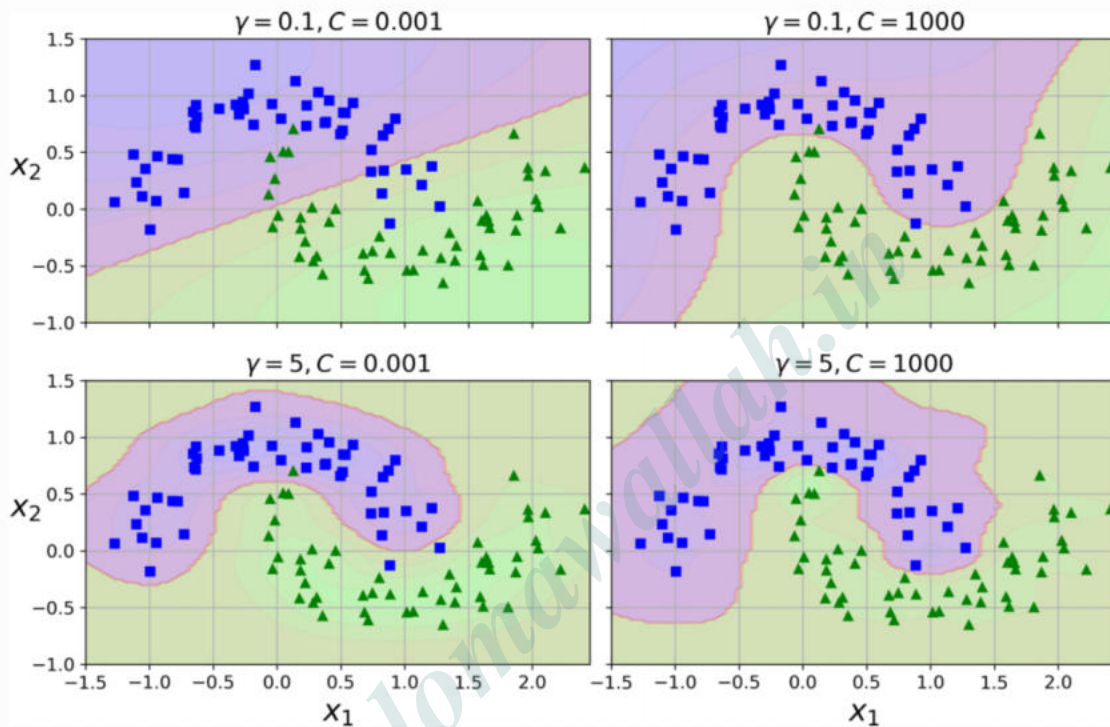 γ = 0.1, C = 0.001
γ = 0.1, C = 1000
1.5
1.0
x₂ 0.5
0.0
−0.5
−1.0
γ = 5, C = 0.001
γ = 5, C = 1000
1.5
1.0
x₂ 0.5
0.0
−0.5
−1.0
−1.5 −1.0 −0.5 0.0 0.5 1.0 1.5 2.0
−1.5 −1.0 −0.5 0.0 0.5 1.0 1.5 2.0
x₁
x₁
lomawallah.in